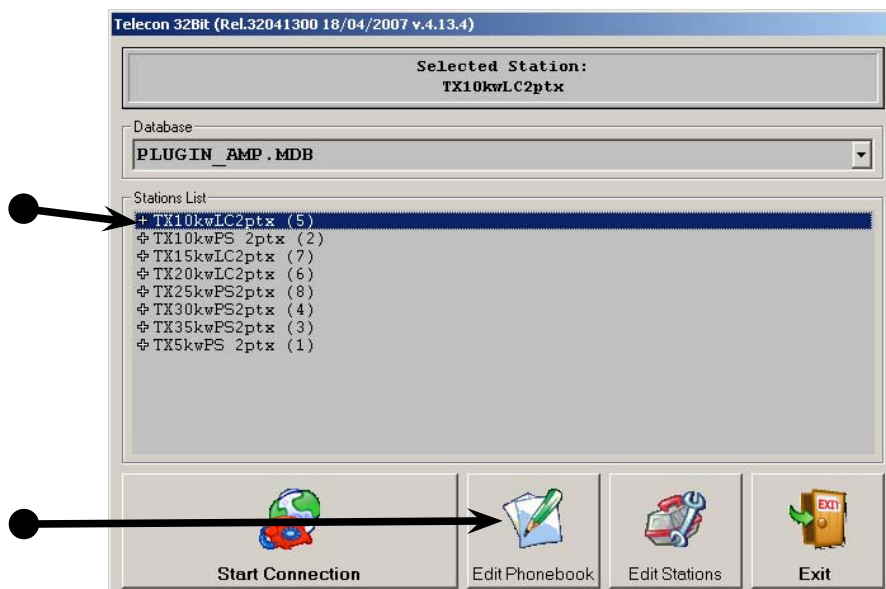 Telecon 32Bit (Rel.32041300 18/04/2007 v.4.13.4)
Selected Station:
TX10kwLC2ptx
Database
PLUGIN_AMP.MDB
Stations List
TX10kwLC2ptx (5)
TX10kwPS 2ptx (2)
TX15kwLC2ptx (7)
TX20kwLC2ptx (6)
TX25kwPS2ptx (8)
TX30kwPS2ptx (4)
TX35kwPS2ptx (3)
TX5kwPS 2ptx (1)
EXIT
Start Connection Edit Phonebook Edit Stations Exit